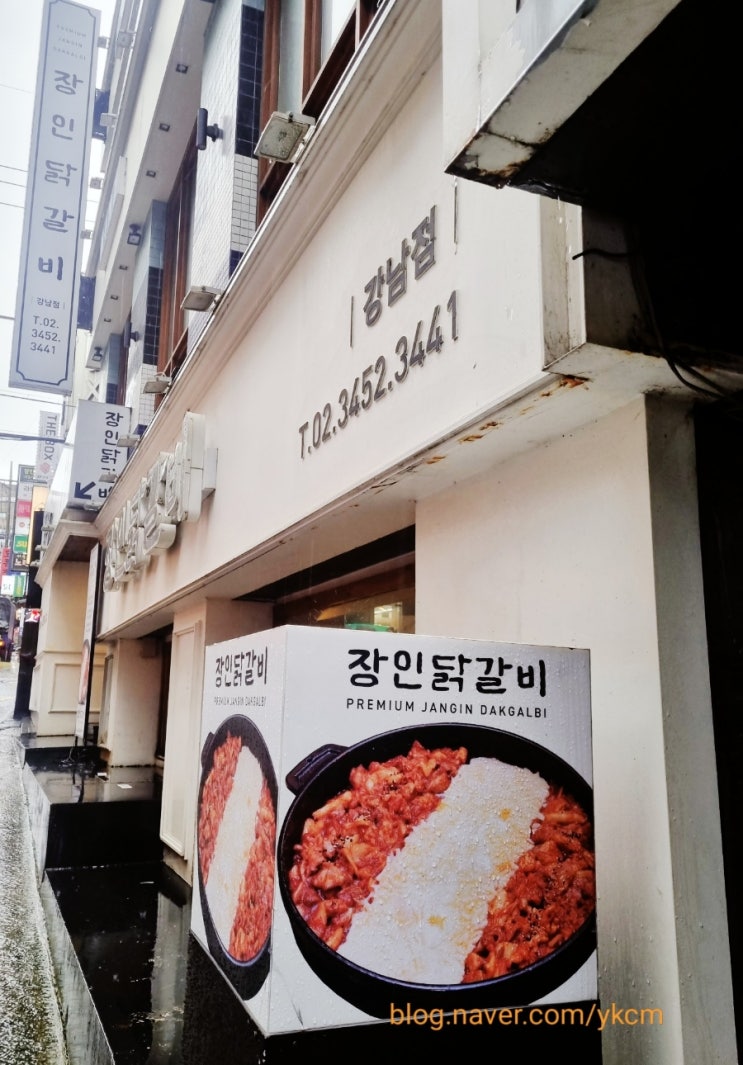 PREMIUM
JANGIN
DAKGALBI
장인닭갈비
강남점
T.02.
3452.
3441
강남점
T.02.3452.3441
THE BOX
장인닭갈비
장인닭갈비
PREMIUM JANGIN DAKGALBI
장인닭갈비
PREMIUM JANGIN DAKGALBI
blog.naver.com/ykcm